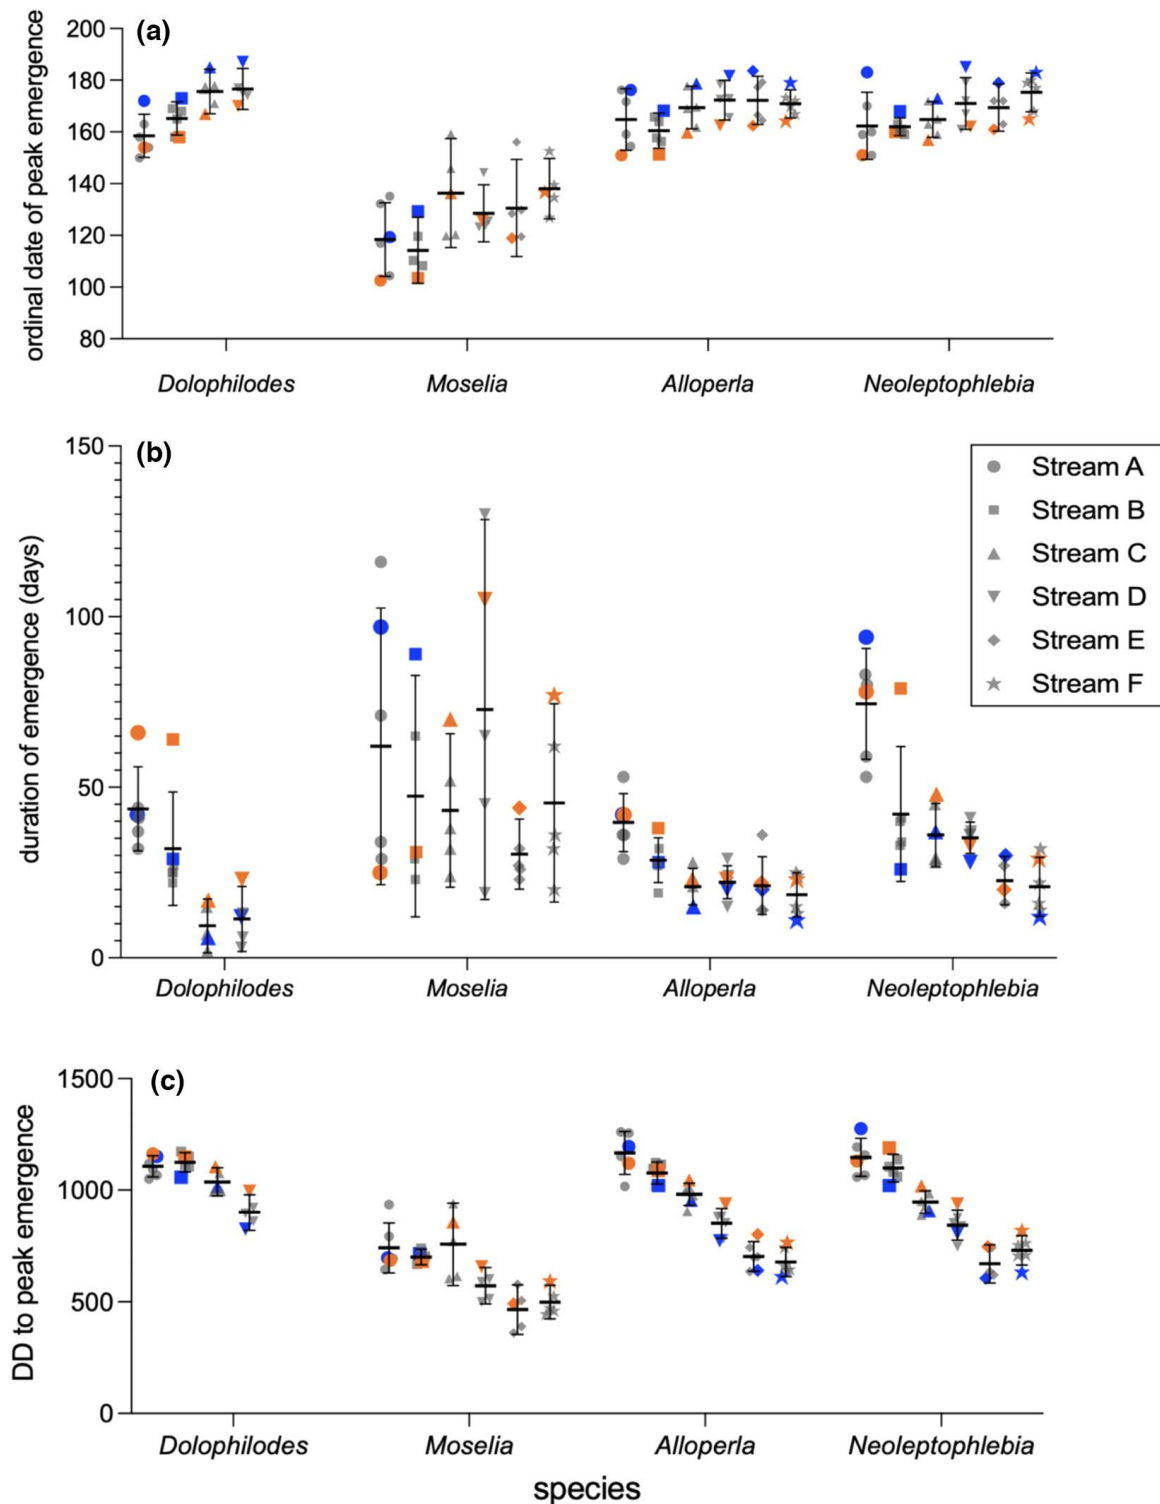 (a)
ordinal date of peak emergence
200
180
160
140
120
100
80
Dolophilodes Moselia Alloperla Neoleptophlebia
(b)
duration of emergence (days)
150
100
50
0
Stream A
Stream B
Stream C
Stream D
Stream E
Stream F
Dolophilodes Moselia Alloperla Neoleptophlebia
(c)
DD to peak emergence
1500
1000
500
0
Dolophilodes Moselia Alloperla Neoleptophlebia
species